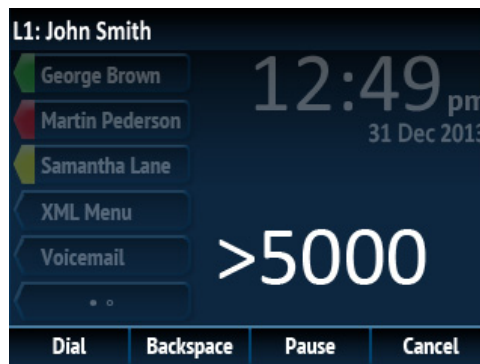 L1: John Smith
George Brown
12:49 pm
Martin Pederson
31 Dec 2013
Samantha Lane
XML Menu
Voicemail
>5000
Dial Backspace Pause Cancel